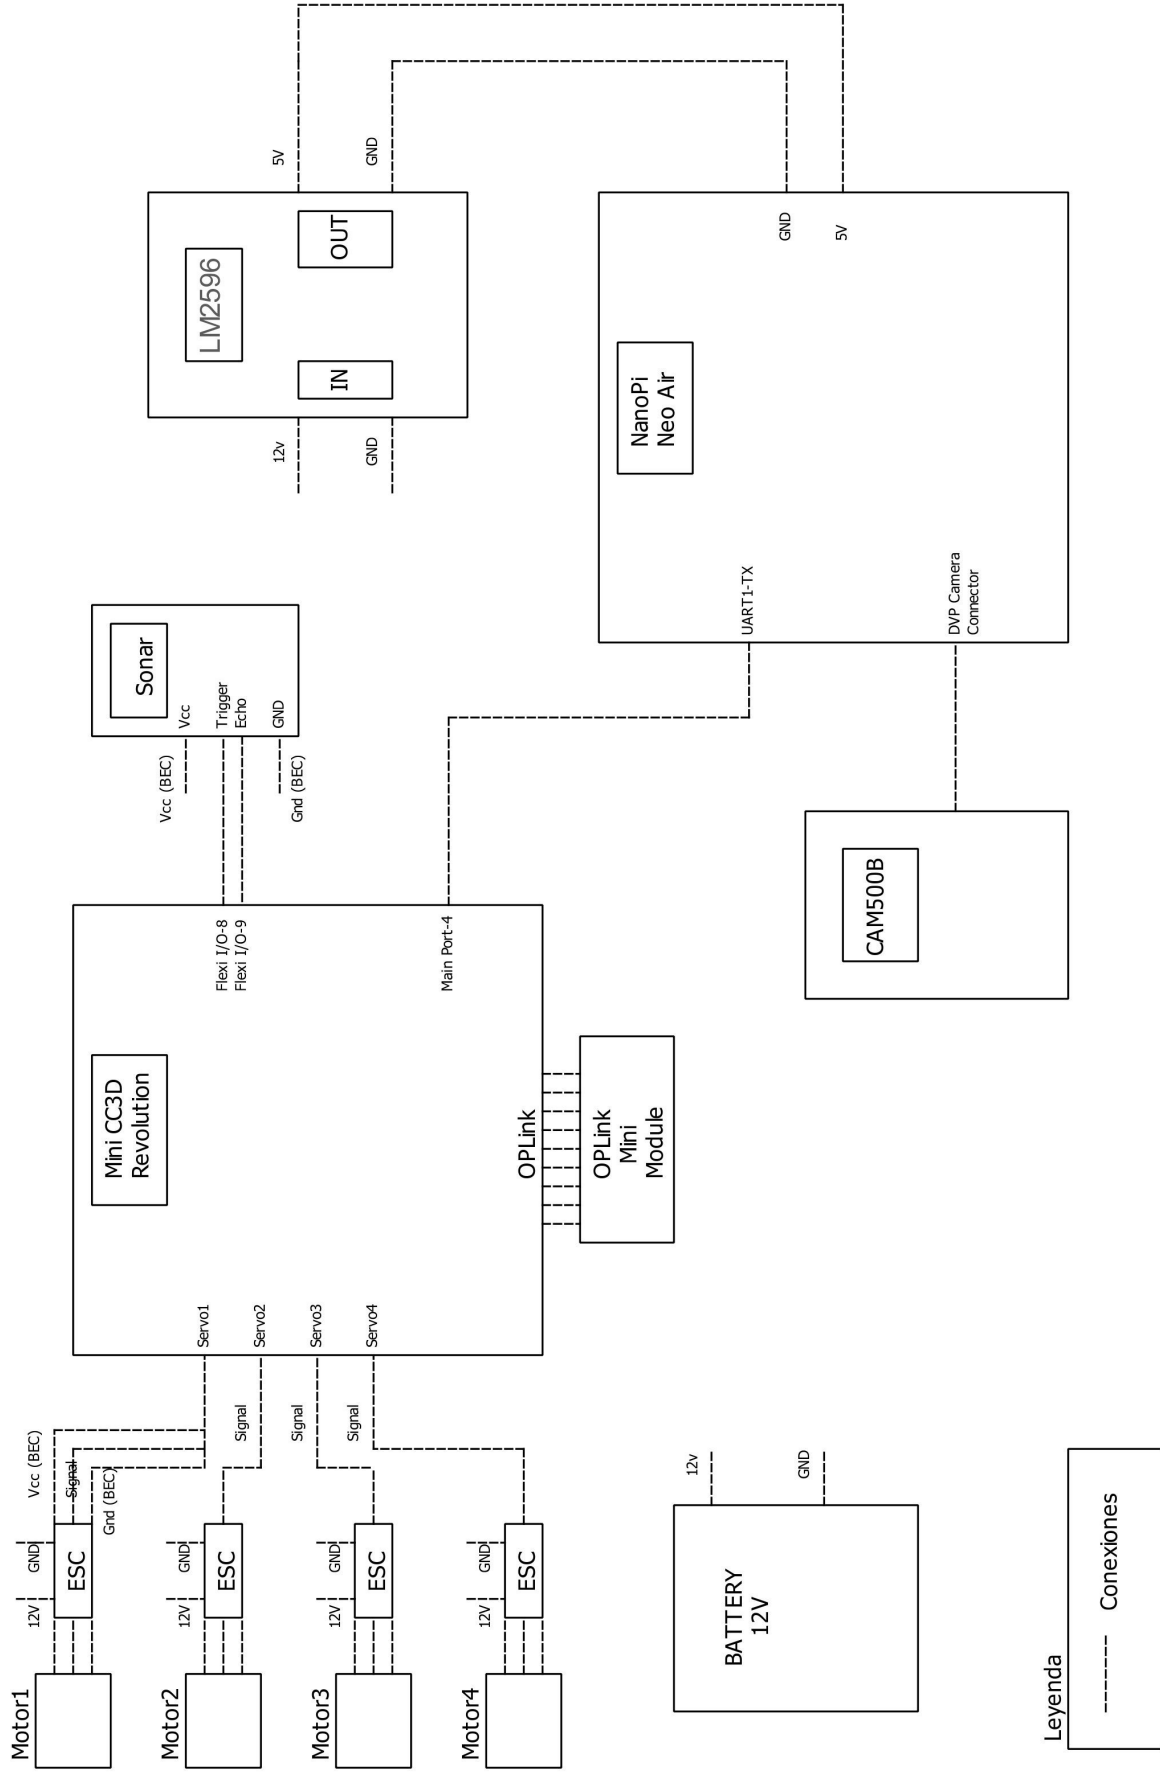 Motor1
12V
GND
ESC
Vcc (BEC)
Signal
Gnd (BEC)
Motor2
12V
GND
ESC
Signal
Motor3
12V
GND
ESC
Signal
Motor4
12V
GND
ESC
Signal
Servo1
Servo2
Servo3
Servo4
Mini CC3D
Revolution
Flexi I/O-8
Flexi I/O-9
Main Port-4
OPLink
OPLink
Mini
Module
Vcc (BEC)
Gnd (BEC)
Sonar
Vcc
Trigger
Echo
GND
12v
GND
LM2596
IN
OUT
5V
GND
BATTERY
12V
12v
GND
CAM500B
UART1-TX
DVP Camera
Connector
NanoPi
Neo Air
GND
5V
Leyenda
Conexiones